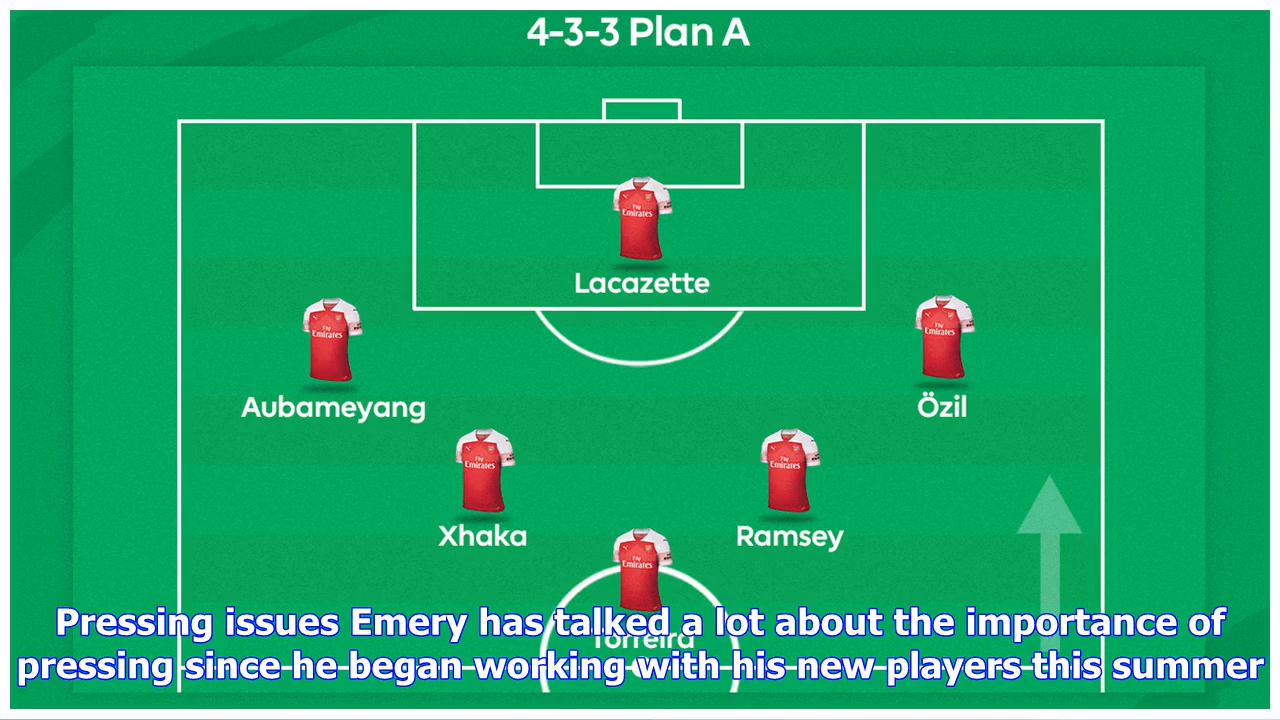 4-3-3 Plan A
Fly
Emirates
Lacazette
Fly
Emirates
Fly
Emirates
Aubameyang
Özil
Fly
Emirates
Fly
Emirates
Xhaka
Ramsey
Fly
Emirates
Torreira
Pressing issues Emery has talked a lot about the importance of
pressing since he began working with his new players this summer